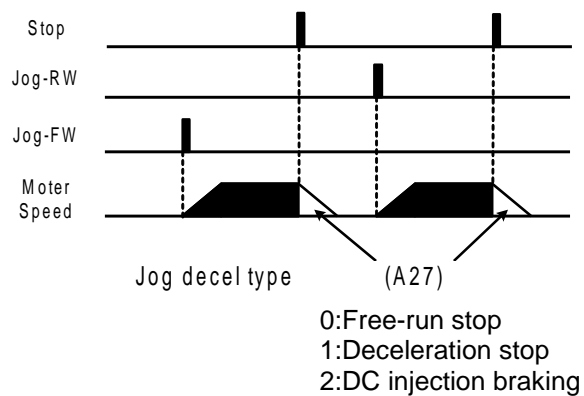 Stop
Jog-RW
Jog-FW
Moter
Speed
Jog decel type
(A27)
0:Free-run stop
1:Deceleration stop
2:DC injection braking